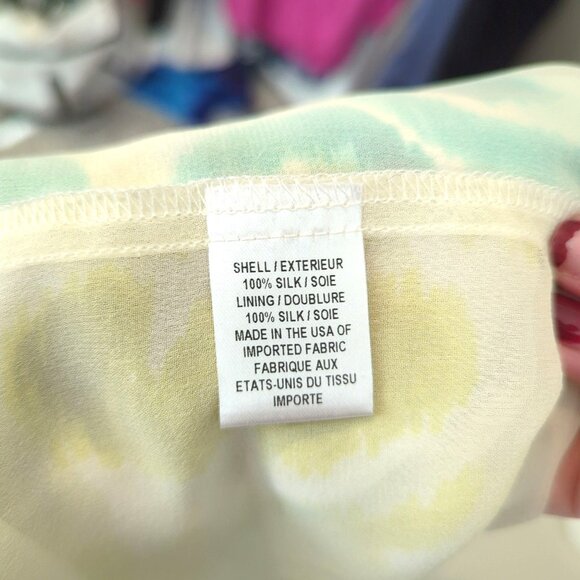 SHELL / EXTERIEUR
100% SILK / SOIE
LINING / DOUBLURE
100% SILK / SOIE
MADE IN THE USA OF
IMPORTED FABRIC
FABRIQUE AUX
ETATS-UNIS DU TISSU
IMPORTE